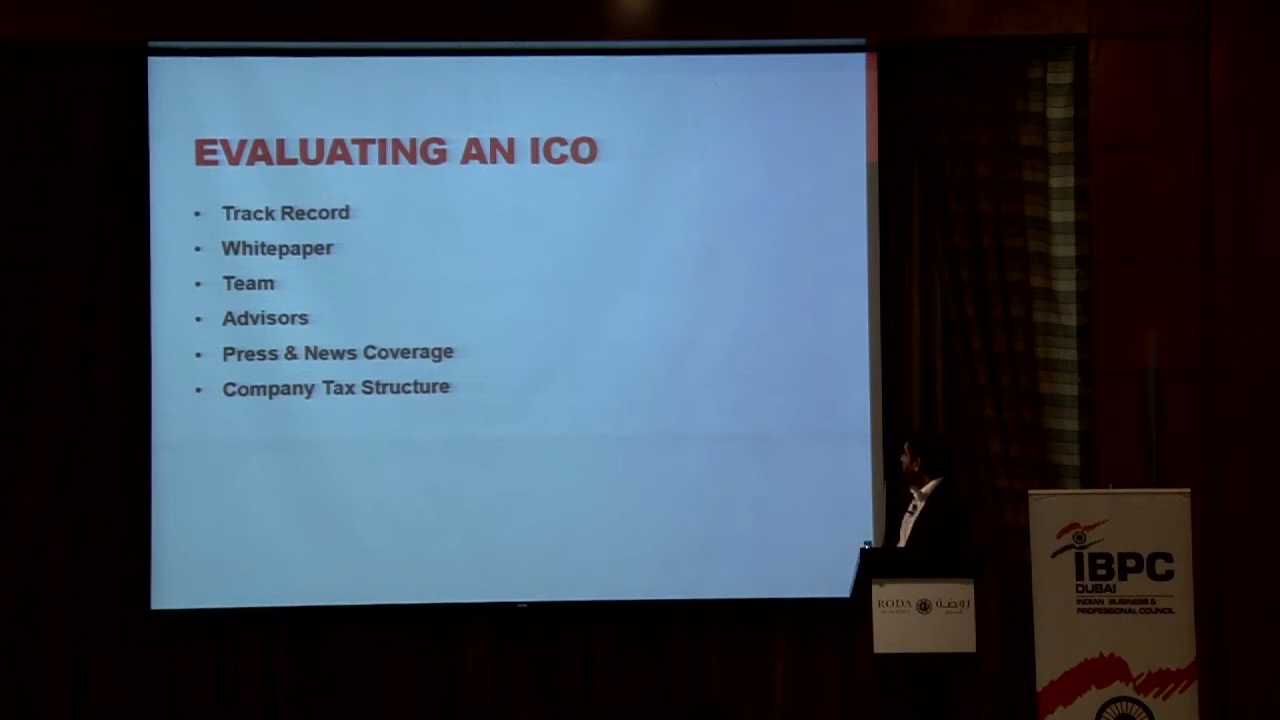 EVALUATING AN ICO
• Track Record
• Whitepaper
• Team
• Advisors
• Press & News Coverage
• Company Tax Structure
RODA روضة
IBPC
DUBAI
INDIAN BUSINESS &
PROFESSIONAL COUNCIL